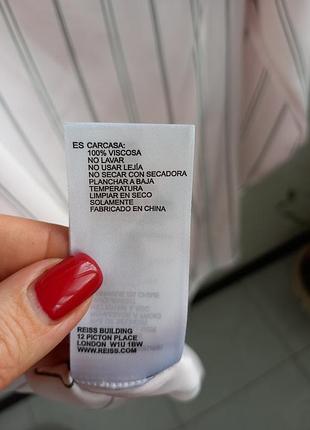 ES CARCASA:
100% VISCOSA
NO LAVAR
NO USAR LEJÍA
NO SECAR CON SECADORA
PLANCHAR A BAJA
TEMPERATURA
LIMPIAR EN SECO
SOLAMENTE
FABRICADO EN CHINA
REISS BUILDING
12 PICTON PLACE
LONDON W1U 1BW
WWW.REISS.COM